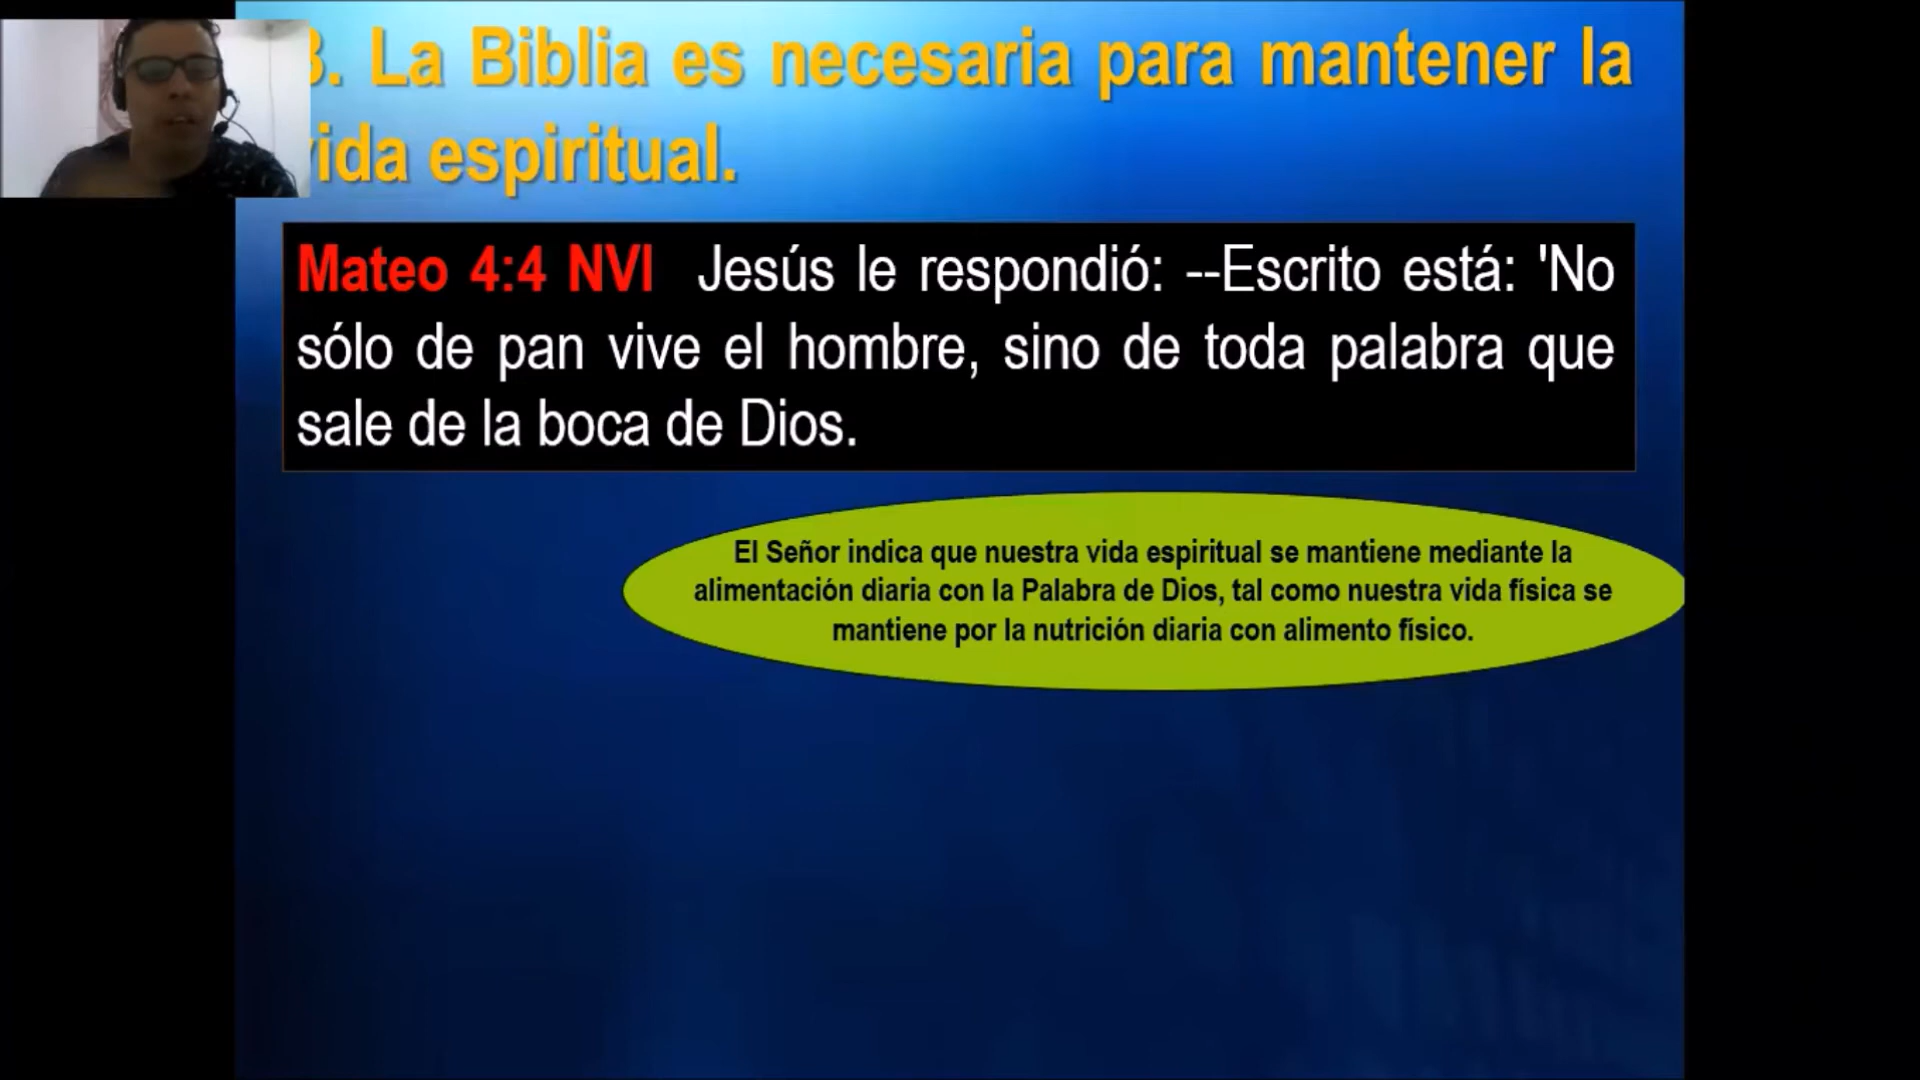 3. La Biblia es necesaria para mantener la
vida espiritual.
Mateo 4:4 NVI Jesús le respondió: --Escrito está: 'No
sólo de pan vive el hombre, sino de toda palabra que
sale de la boca de Dios.
El Señor indica que nuestra vida espiritual se mantiene mediante la
alimentación diaria con la Palabra de Dios, tal como nuestra vida física se
mantiene por la nutrición diaria con alimento físico.